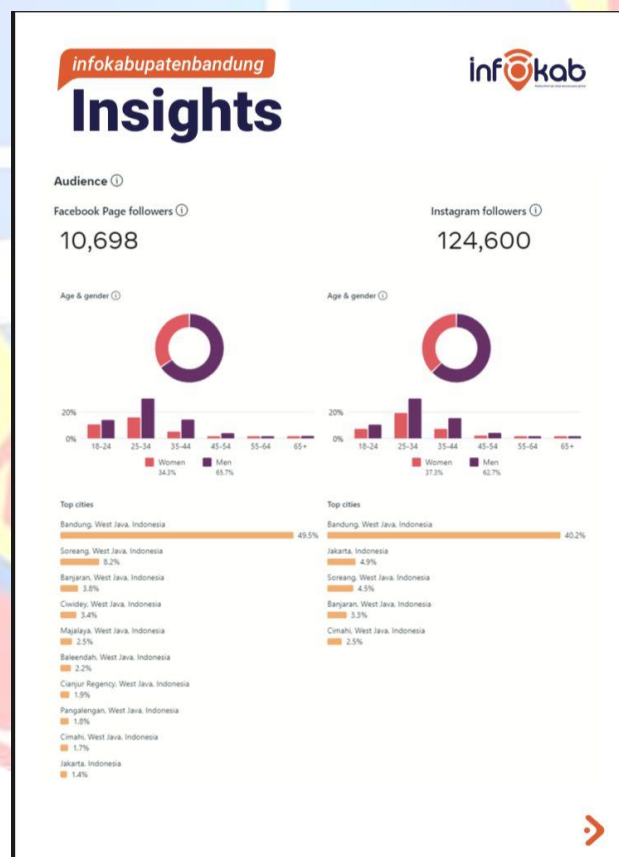 infokabupatenbandung
Insights
infokab
Audience
Facebook Page followers
10,698
Instagram followers
124,600
Age & gender
20%
0%
18-24 25-34 35-44 45-54 55-64 65+
Women Men
34.3% 65.7%
Age & gender
20%
0%
18-24 25-34 35-44 45-54 55-64 65+
Women Men
37.3% 62.7%
Top cities
Bandung, West Java, Indonesia
49.5%
Soreang, West Java, Indonesia
8.2%
Banjaran, West Java, Indonesia
3.8%
Ciwidey, West Java, Indonesia
3.4%
Majalaya, West Java, Indonesia
2.5%
Baleendah, West Java, Indonesia
2.2%
Cianjur Regency, West Java, Indonesia
1.9%
Pangalengan, West Java, Indonesia
1.8%
Cimahi, West Java, Indonesia
1.7%
Jakarta, Indonesia
1.4%
Top cities
Bandung, West Java, Indonesia
40.2%
Jakarta, Indonesia
4.9%
Soreang, West Java, Indonesia
4.5%
Banjaran, West Java, Indonesia
3.3%
Cimahi, West Java, Indonesia
2.5%